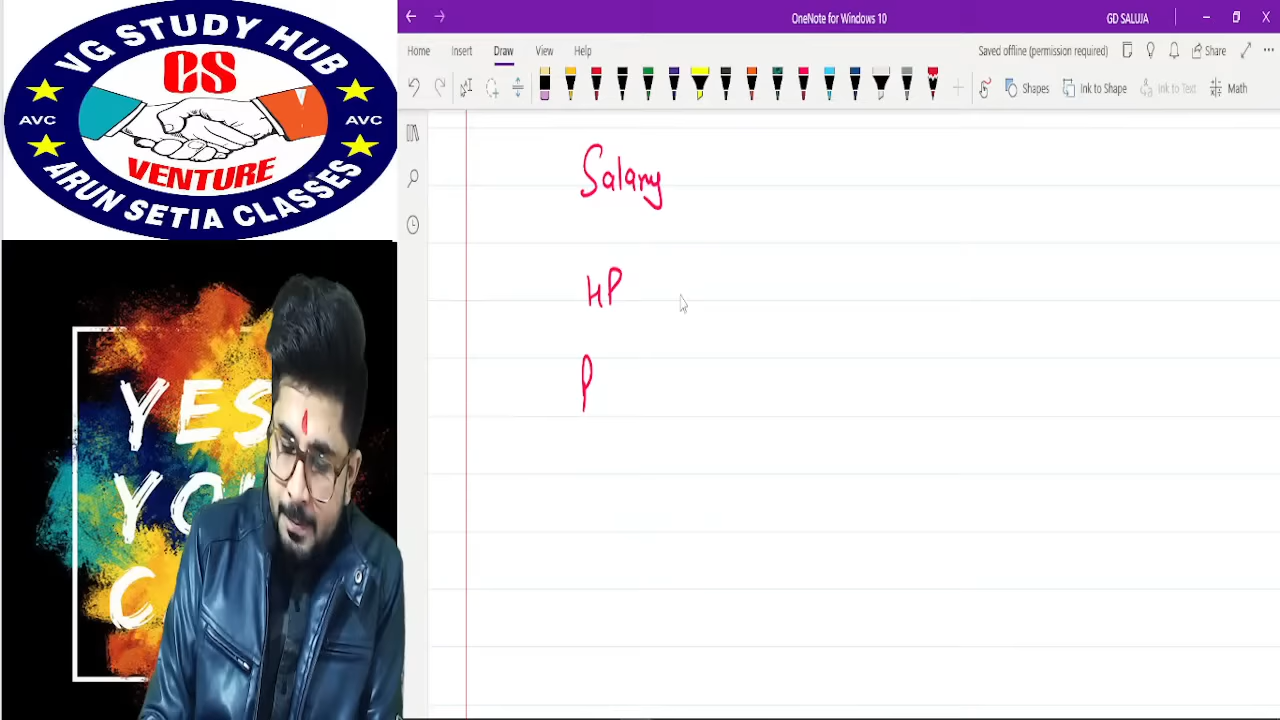 VG STUDY HUB
CS
AVC
AVC
VENTURE
ARUN SETIA CLASSES
YES
YOU
C
OneNote for Windows 10
GD SALUJA
Home Insert Draw View Help
Saved offline (permission required)
Share
Shapes
Ink to Shape
Ink to Text
Math
Salary
HP
P